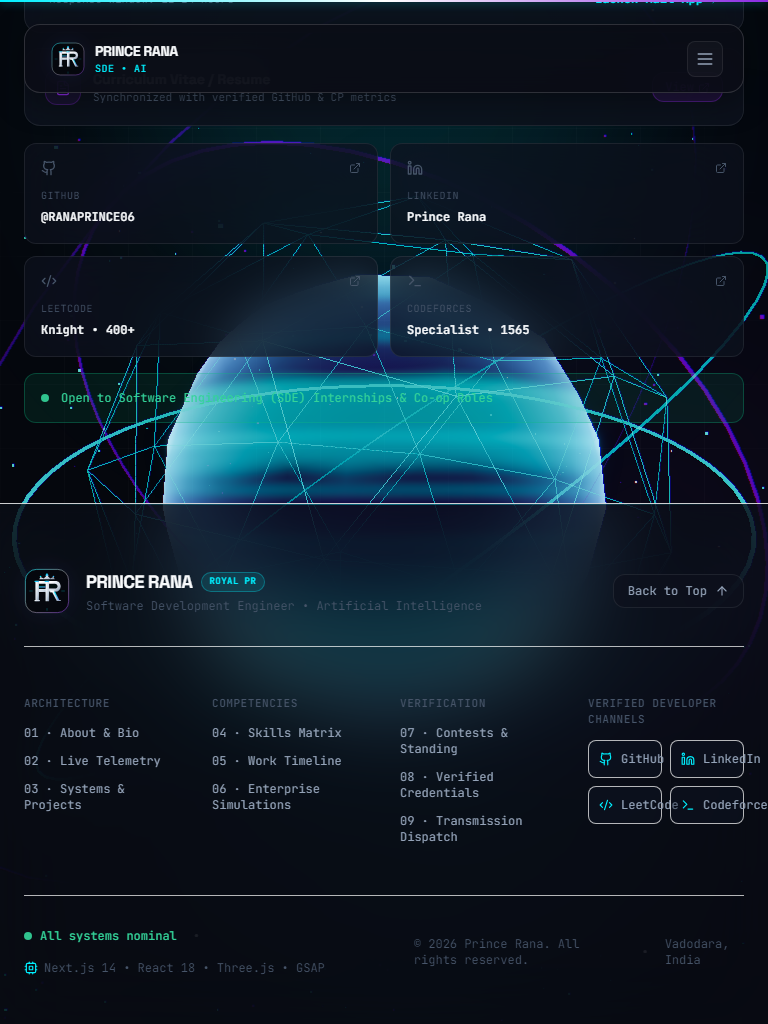 PRINCE RANA
SDE • AI
Curriculum Vitae / Resume
Synchronized with verified GitHub & CP metrics
GITHUB
@RANAPRINCE06
LINKEDIN
Prince Rana
LEETCODE
Knight • 400+
CODEFORCES
Specialist • 1565
Open to Software Engineering (SDE) Internships & Co-op Roles
PRINCE RANA
ROYAL PR
Software Development Engineer • Artificial Intelligence
Back to Top ↑
ARCHITECTURE
01 · About & Bio
02 · Live Telemetry
03 · Systems &
Projects
COMPETENCIES
04 · Skills Matrix
05 · Work Timeline
06 · Enterprise
Simulations
VERIFICATION
07 · Contests &
Standing
08 · Verified
Credentials
09 · Transmission
Dispatch
VERIFIED DEVELOPER
CHANNELS
GitHub
LinkedIn
LeetCode
Codeforces
All systems nominal
Next.js 14 • React 18 • Three.js • GSAP
© 2026 Prince Rana. All
rights reserved.
•
Vadodara,
India